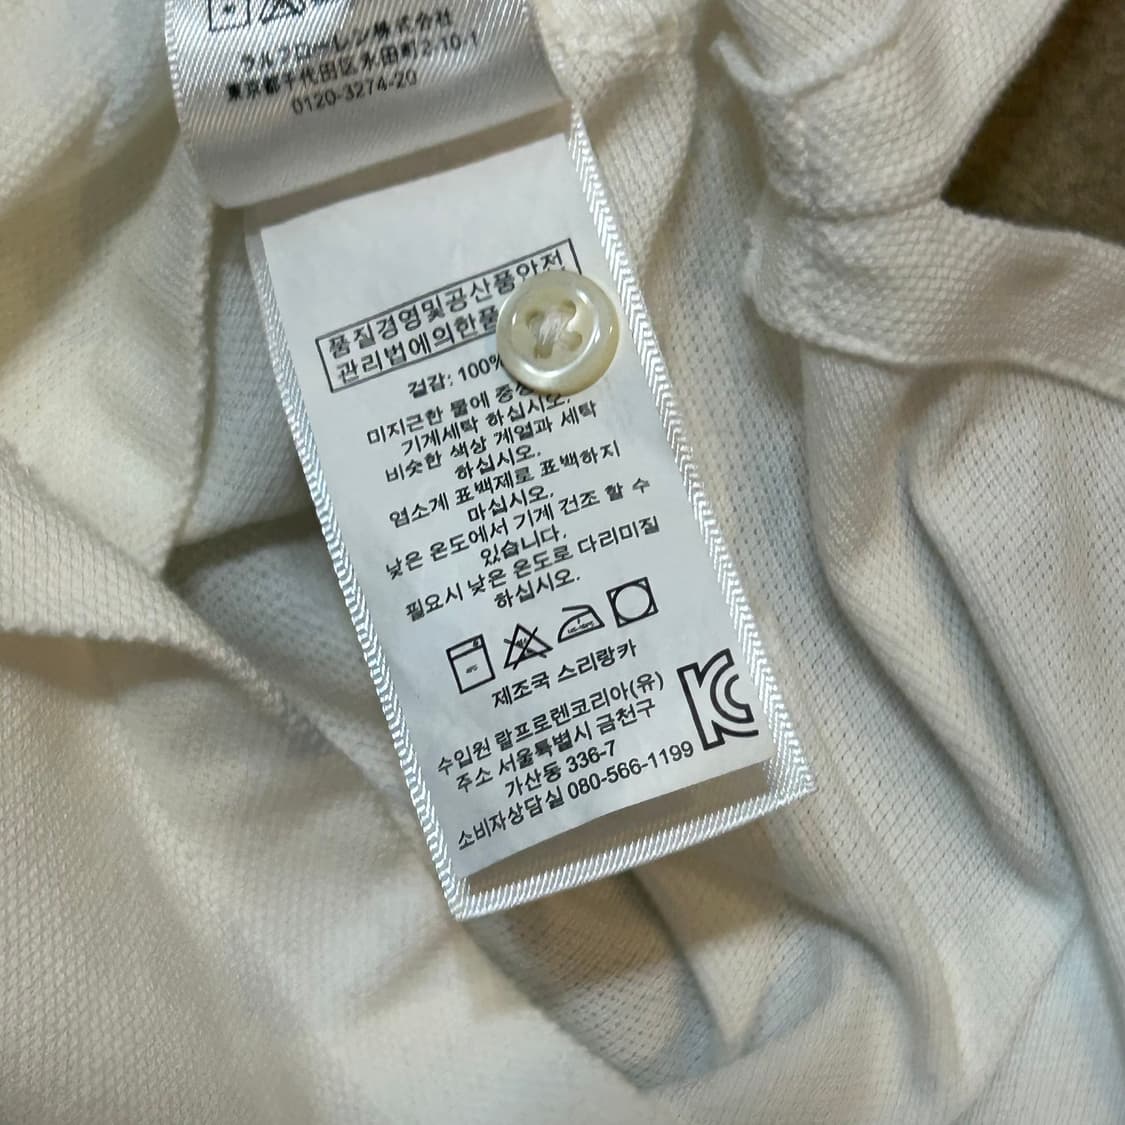 ラルフローレン株式会社
東京都千代田区永田町2-10-1
0120-3274-20
품질경영및공산품안전
관리법에의한품
겉감: 100%
미지근한 물에 중성
기계세탁 하십시오.
비슷한 색상 계열과 세탁
하십시오.
염소계 표백제로 표백하지
마십시오.
낮은 온도에서 기계 건조 할 수
있습니다.
필요시 낮은 온도로 다리미질
하십시오.
제조국 스리랑카
수입원 랄프로렌코리아(유)
주소 서울특별시 금천구
가산동 336-7
소비자상담실 080-566-1199